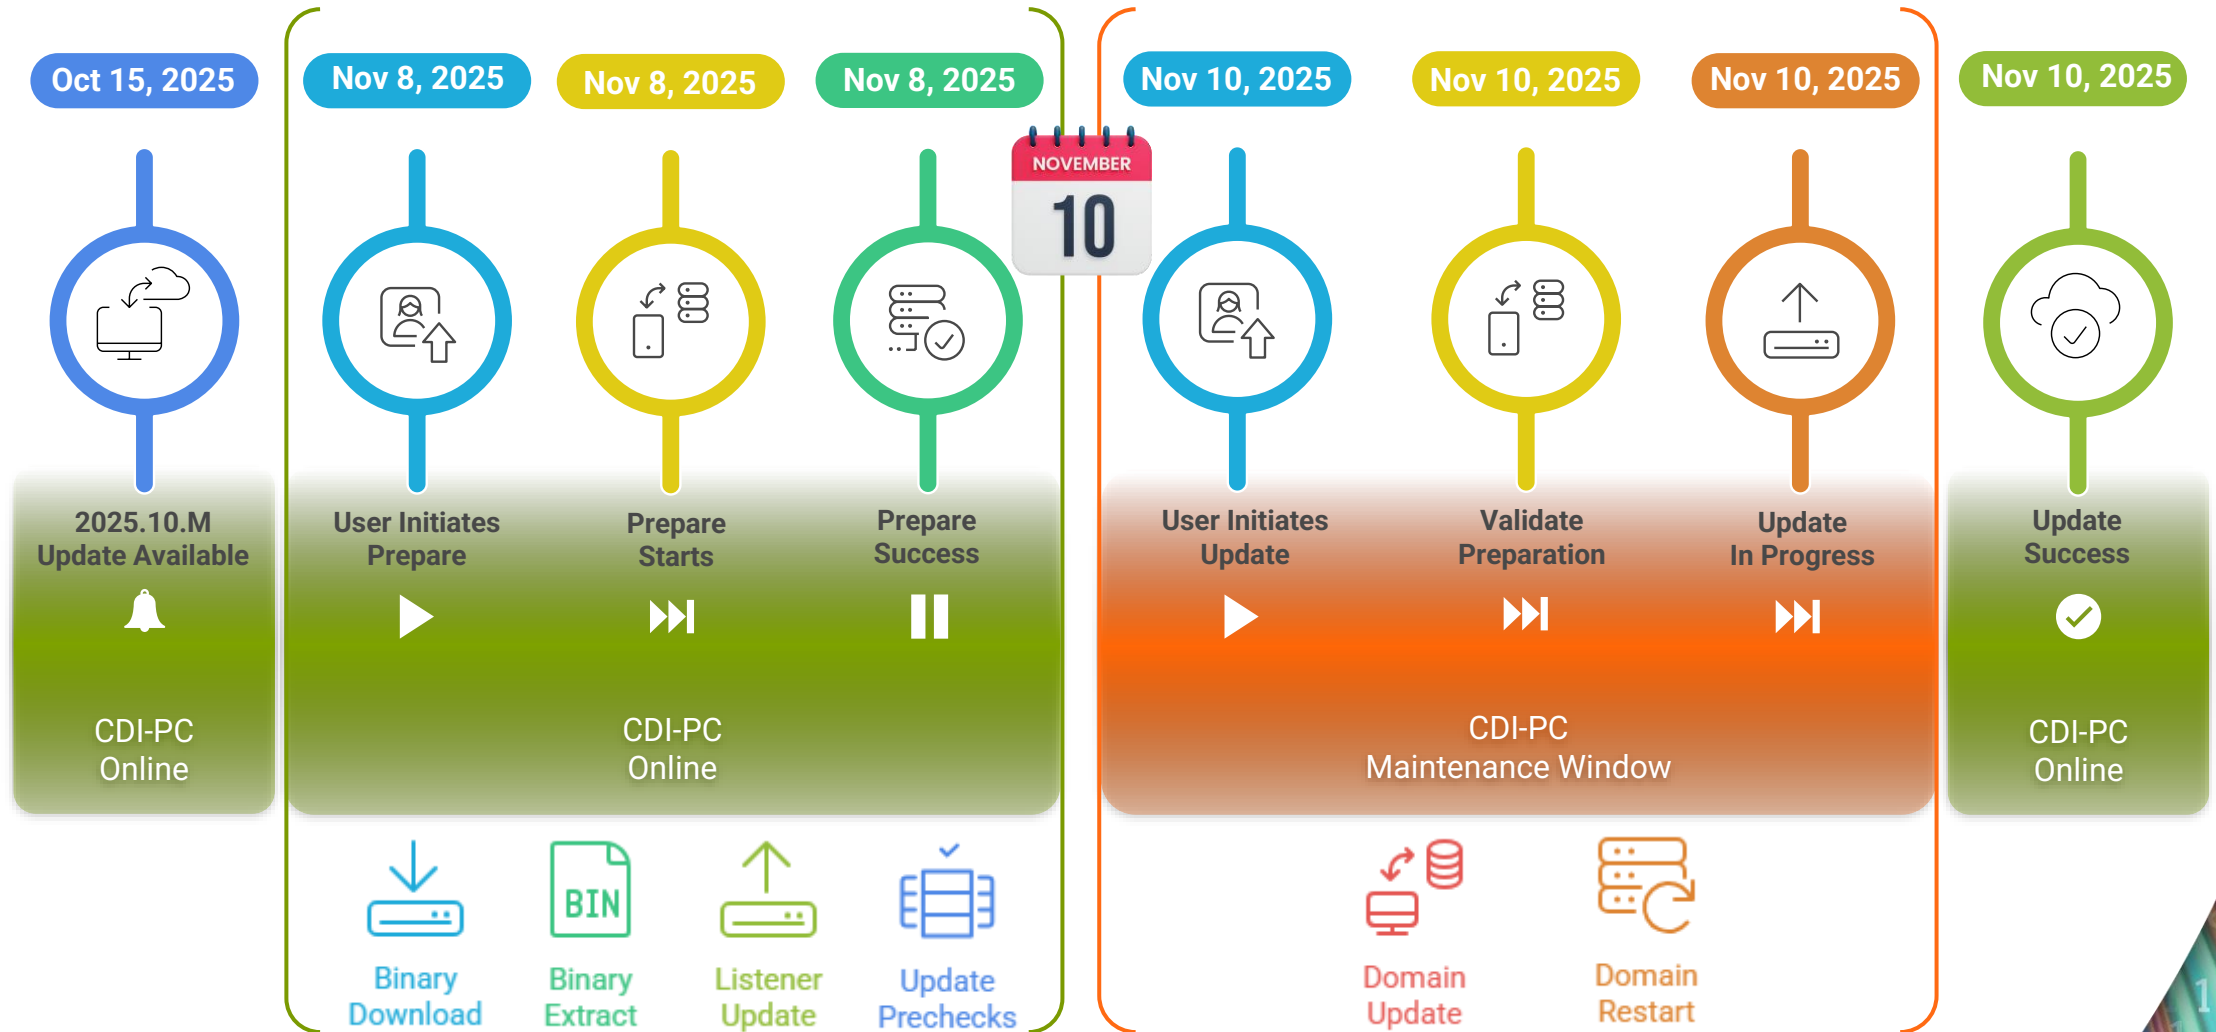 Oct 15, 2025
Nov 8, 2025
Nov 8, 2025
Nov 8, 2025
Nov 10, 2025
Nov 10, 2025
Nov 10, 2025
Nov 10, 2025
NOVEMBER
10
2025.10.M
Update Available
User Initiates
Prepare
Prepare
Starts
Prepare
Success
User Initiates
Update
Validate
Preparation
Update
In Progress
Update
Success
CDI-PC
Online
CDI-PC
Online
CDI-PC
Maintenance Window
CDI-PC
Online
BIN
Binary
Download
Binary
Extract
Listener
Update
Update
Prechecks
Domain
Update
Domain
Restart
1